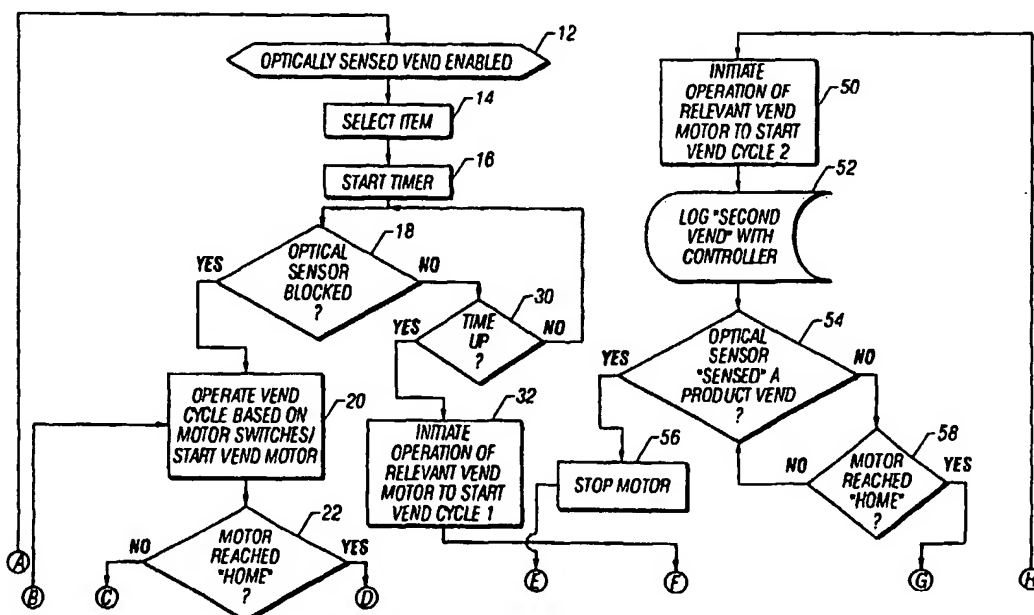 12
OPTICALLY SENSED VEND ENABLED
14
SELECT ITEM
16
START TIMER
18
OPTICAL
SENSOR
BLOCKED
?
YES
NO
30
TIME
UP
?
YES
NO
20
OPERATE VEND
CYCLE BASED ON
MOTOR SWITCHES/
START VEND MOTOR
32
INITIATE
OPERATION OF
RELEVANT VEND
MOTOR TO START
VEND CYCLE 1
22
MOTOR
REACHED
"HOME"
?
NO
YES
50
INITIATE
OPERATION OF
RELEVANT VEND
MOTOR TO START
VEND CYCLE 2
52
LOG "SECOND
VEND" WITH
CONTROLLER
54
OPTICAL
SENSOR
"SENSED" A
PRODUCT VEND
?
YES
NO
56
STOP MOTOR
58
MOTOR
REACHED
"HOME"
?
NO
YES
A
B
C
D
E
F
G
H